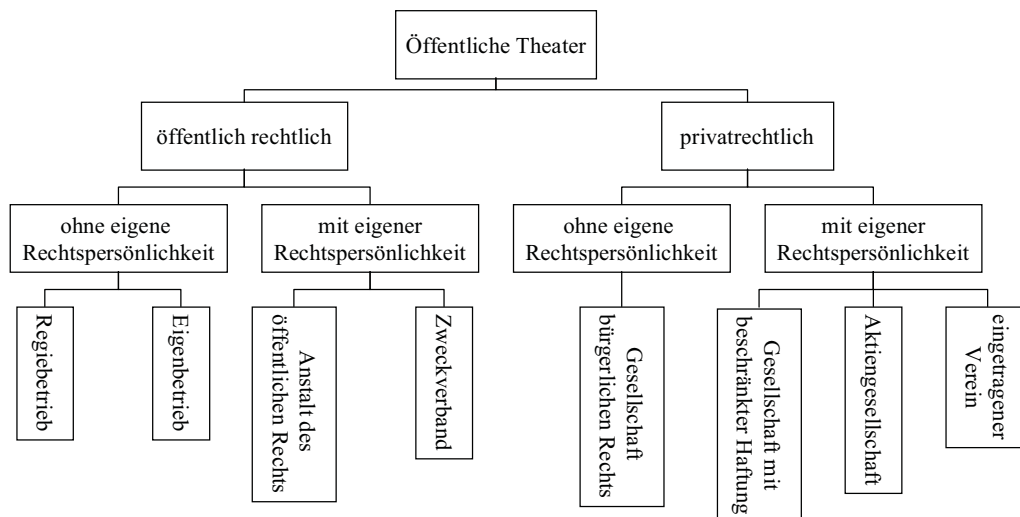 Öffentliche Theater
öffentlich rechtlich
privatrechtlich
ohne eigene
Rechtspersönlichkeit
mit eigener
Rechtspersönlichkeit
ohne eigene
Rechtspersönlichkeit
mit eigener
Rechtspersönlichkeit
Regiebetrieb
Eigenbetrieb
Anstalt des
öffentlichen Rechts
Zweckverband
Gesellschaft
bürgerlichen Rechts
Gesellschaft mit
beschränkter Haftung
Aktiengesellschaft
eingetragener
Verein